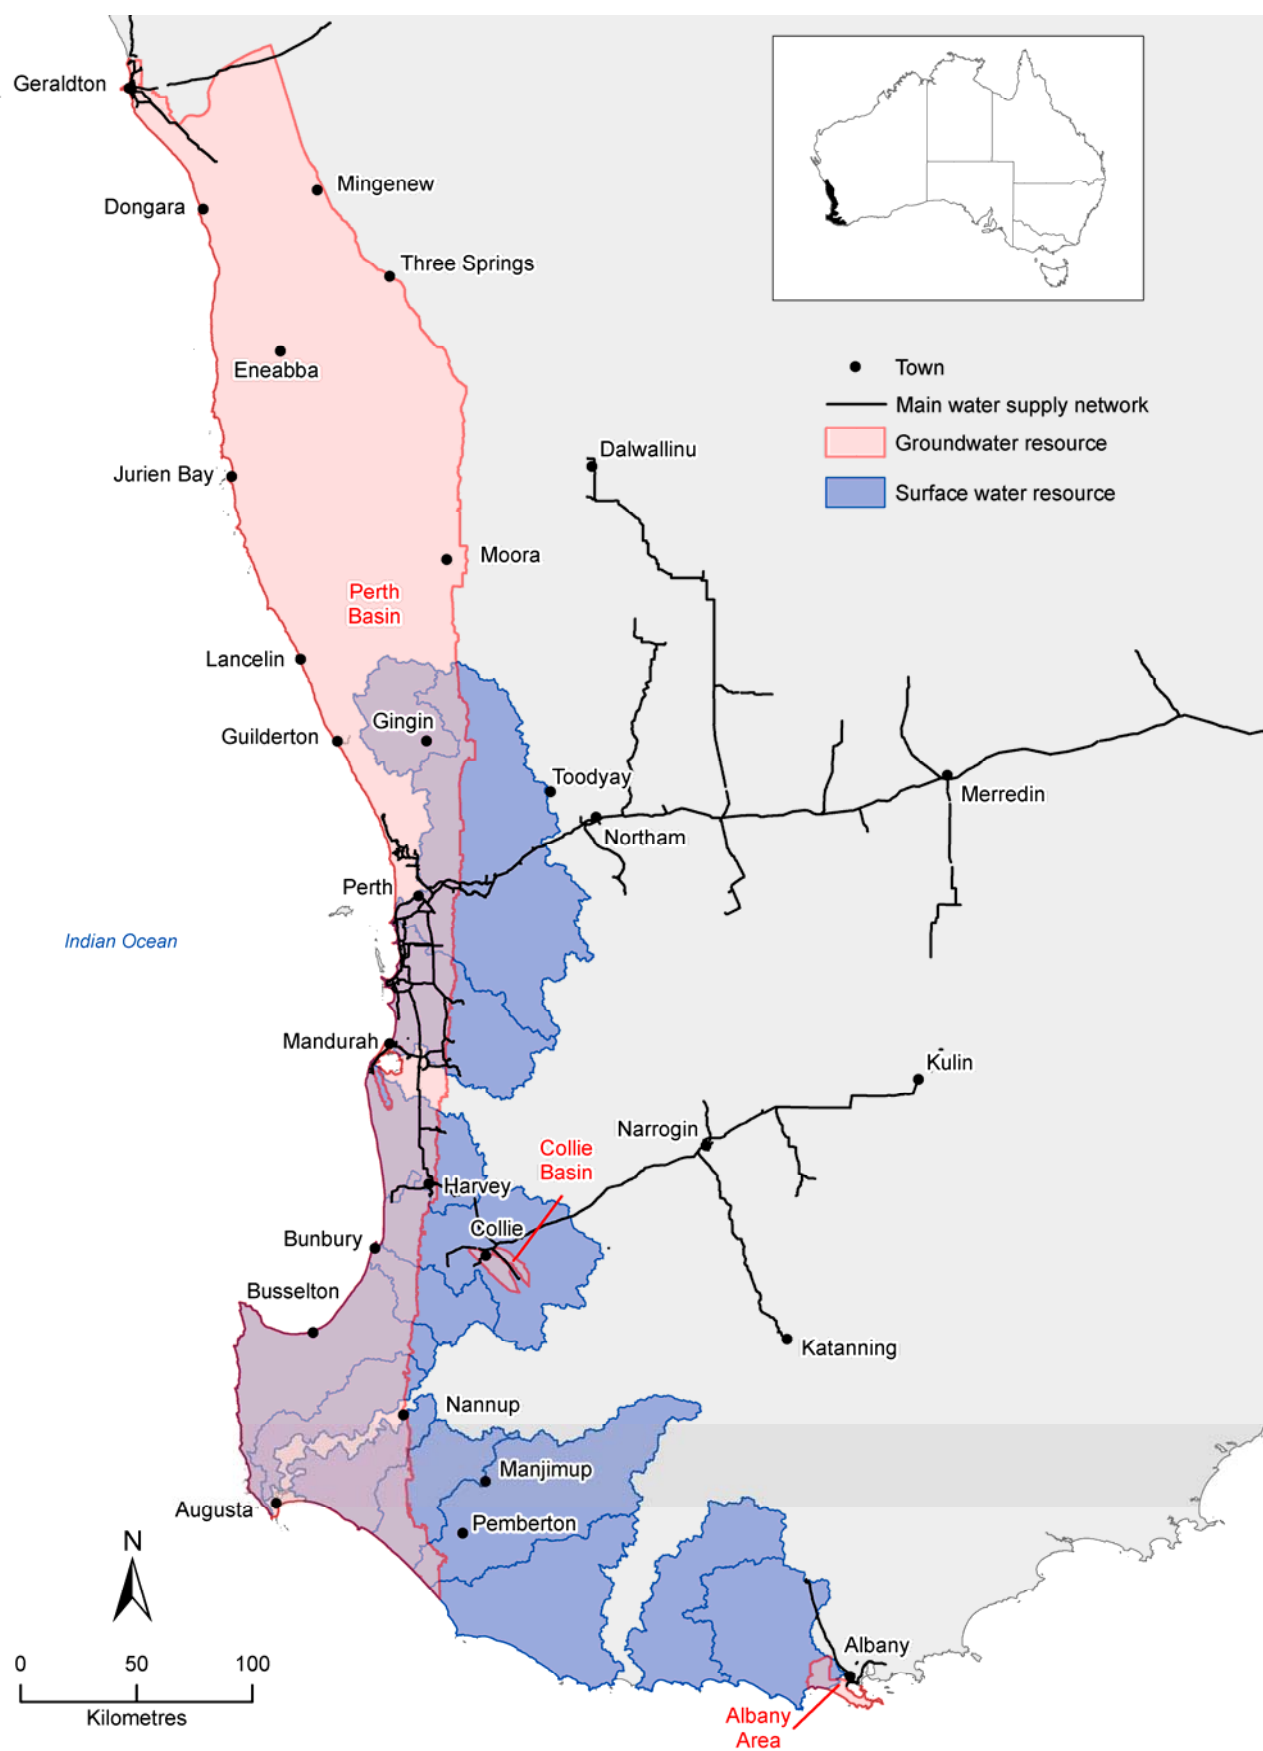 Geraldton
Mingenew
Dongara
Three Springs
Eneabba
Town
Main water supply network
Groundwater resource
Surface water resource
Dalwallinu
Jurien Bay
Moora
Perth
Basin
Lancelin
Gingin
Guilderton
Toodyay
Merredin
Northam
Perth
Indian Ocean
Mandurah
Kulin
Narrogin
Collie
Basin
Harvey
Collie
Bunbury
Busselton
Katanning
Nannup
Manjimup
Augusta
Pemberton
N
Albany
0 50 100
Kilometres
Albany
Area